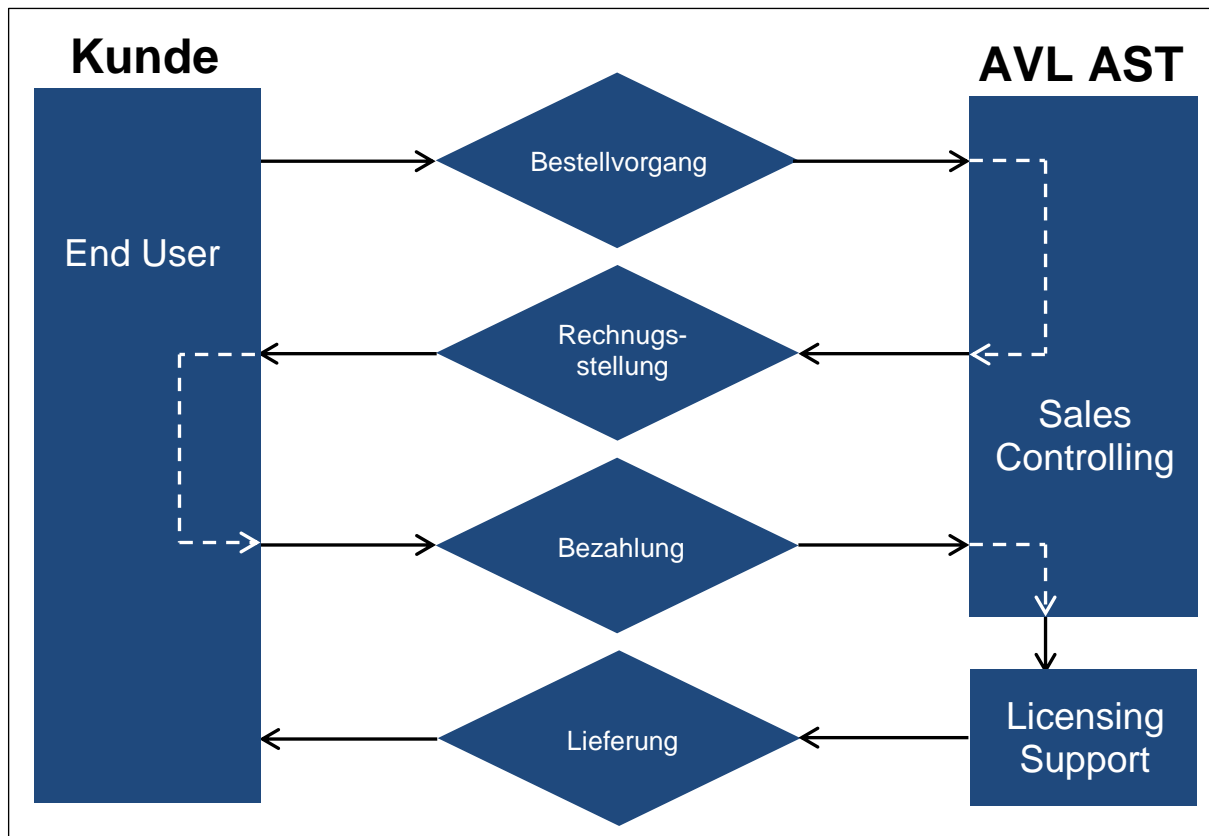 Kunde
AVL AST
Bestellvorgang
End User
Rechnugs-
stellung
Sales
Controlling
Bezahlung
Lieferung
Licensing
Support